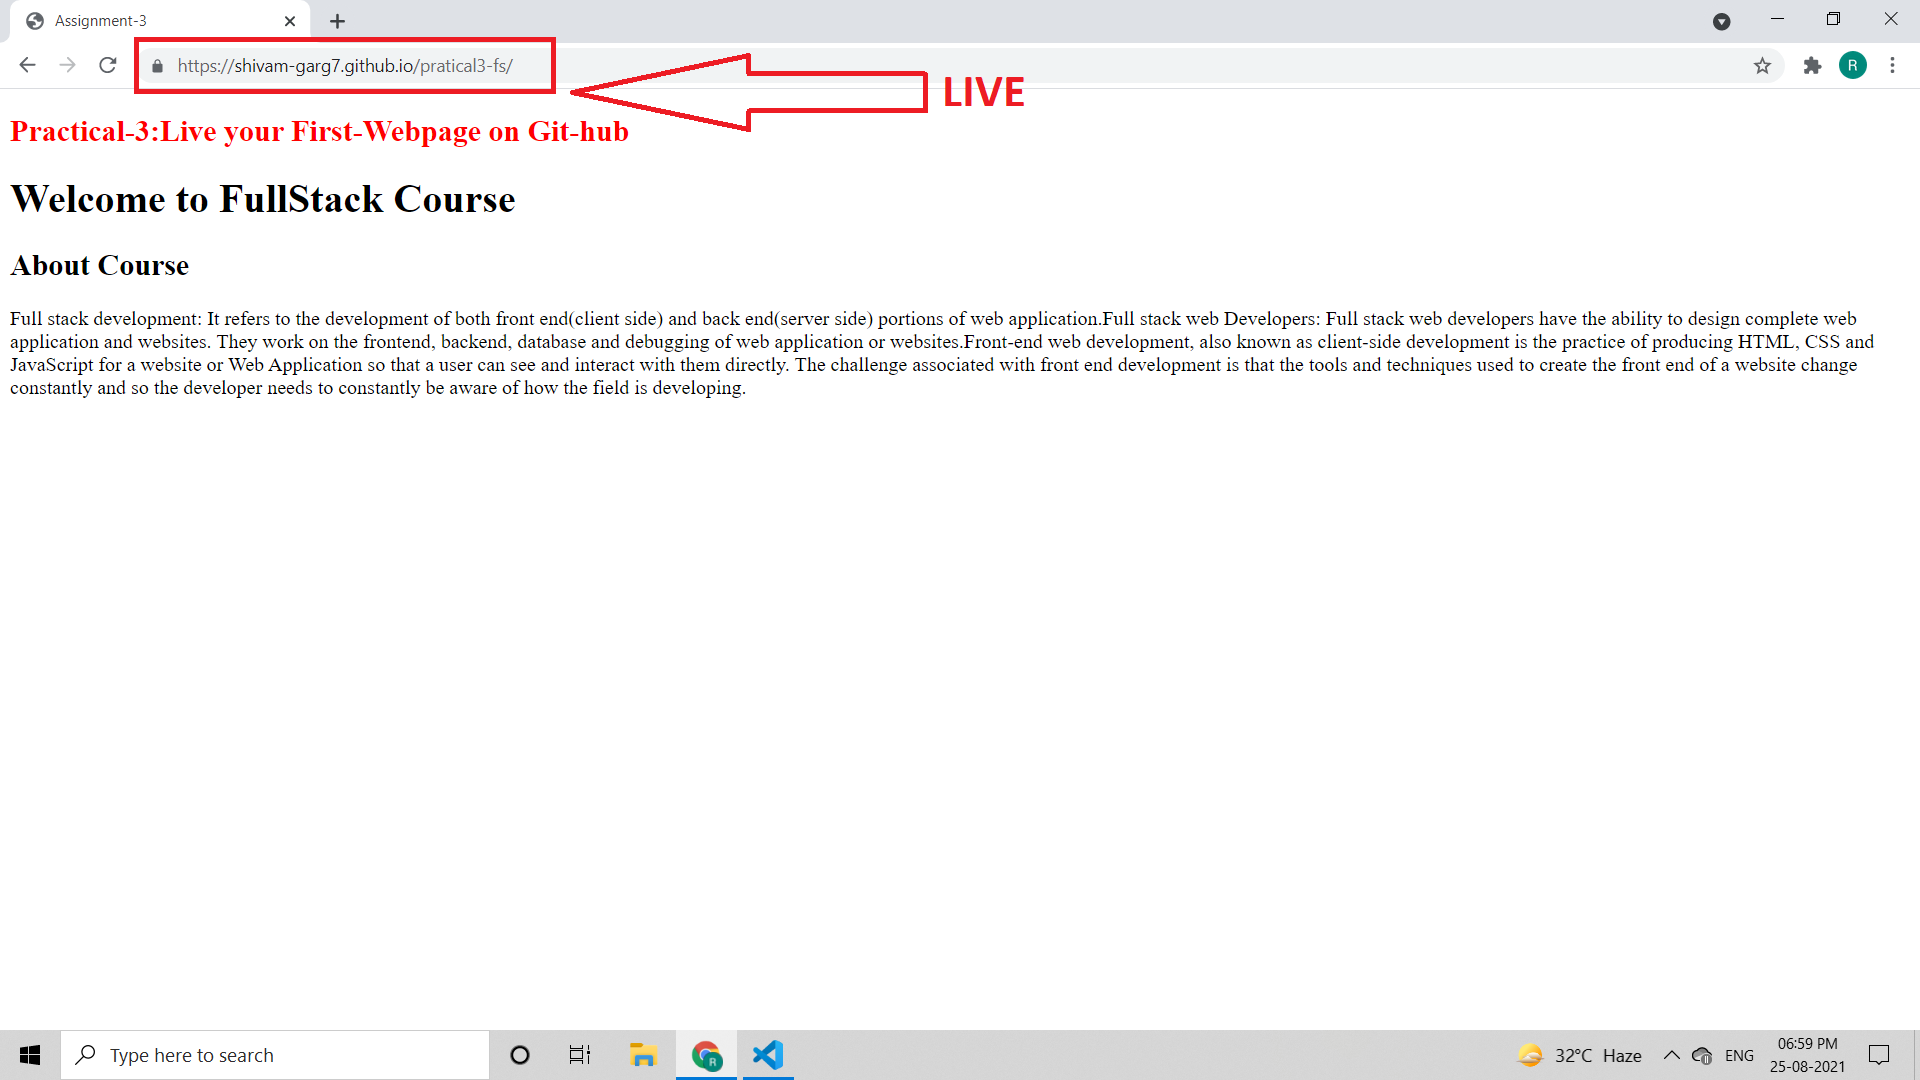 Assignment-3
https://shivam-garg7.github.io/pratical3-fs/
R
LIVE
Practical-3:Live your First-Webpage on Git-hub
Welcome to FullStack Course
About Course
Full stack development: It refers to the development of both front end(client side) and back end(server side) portions of web application.Full stack web Developers: Full stack web developers have the ability to design complete web
application and websites. They work on the frontend, backend, database and debugging of web application or websites.Front-end web development, also known as client-side development is the practice of producing HTML, CSS and
JavaScript for a website or Web Application so that a user can see and interact with them directly. The challenge associated with front end development is that the tools and techniques used to create the front end of a website change
constantly and so the developer needs to constantly be aware of how the field is developing.
Type here to search
R
32°C Haze
ENG
06:59 PM
25-08-2021